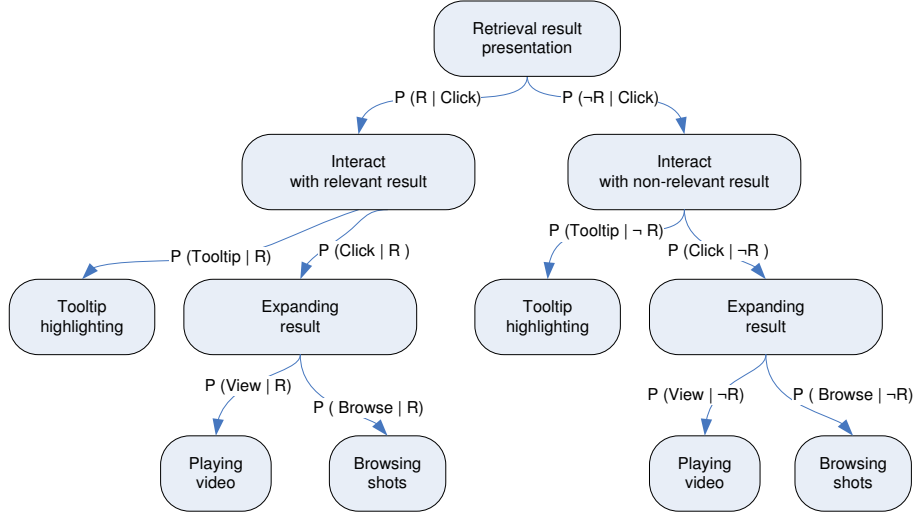 Retrieval result
presentation
P (R | Click)
P (¬R | Click)
Interact
with relevant result
Interact
with non-relevant result
P (Tooltip | R)
P (Click | R )
P (Tooltip | ¬ R)
P (Click | ¬R )
Tooltip
highlighting
Expanding
result
Tooltip
highlighting
Expanding
result
P (View | R)
P ( Browse | R)
P (View | ¬R)
P ( Browse | ¬R)
Playing
video
Browsing
shots
Playing
video
Browsing
shots